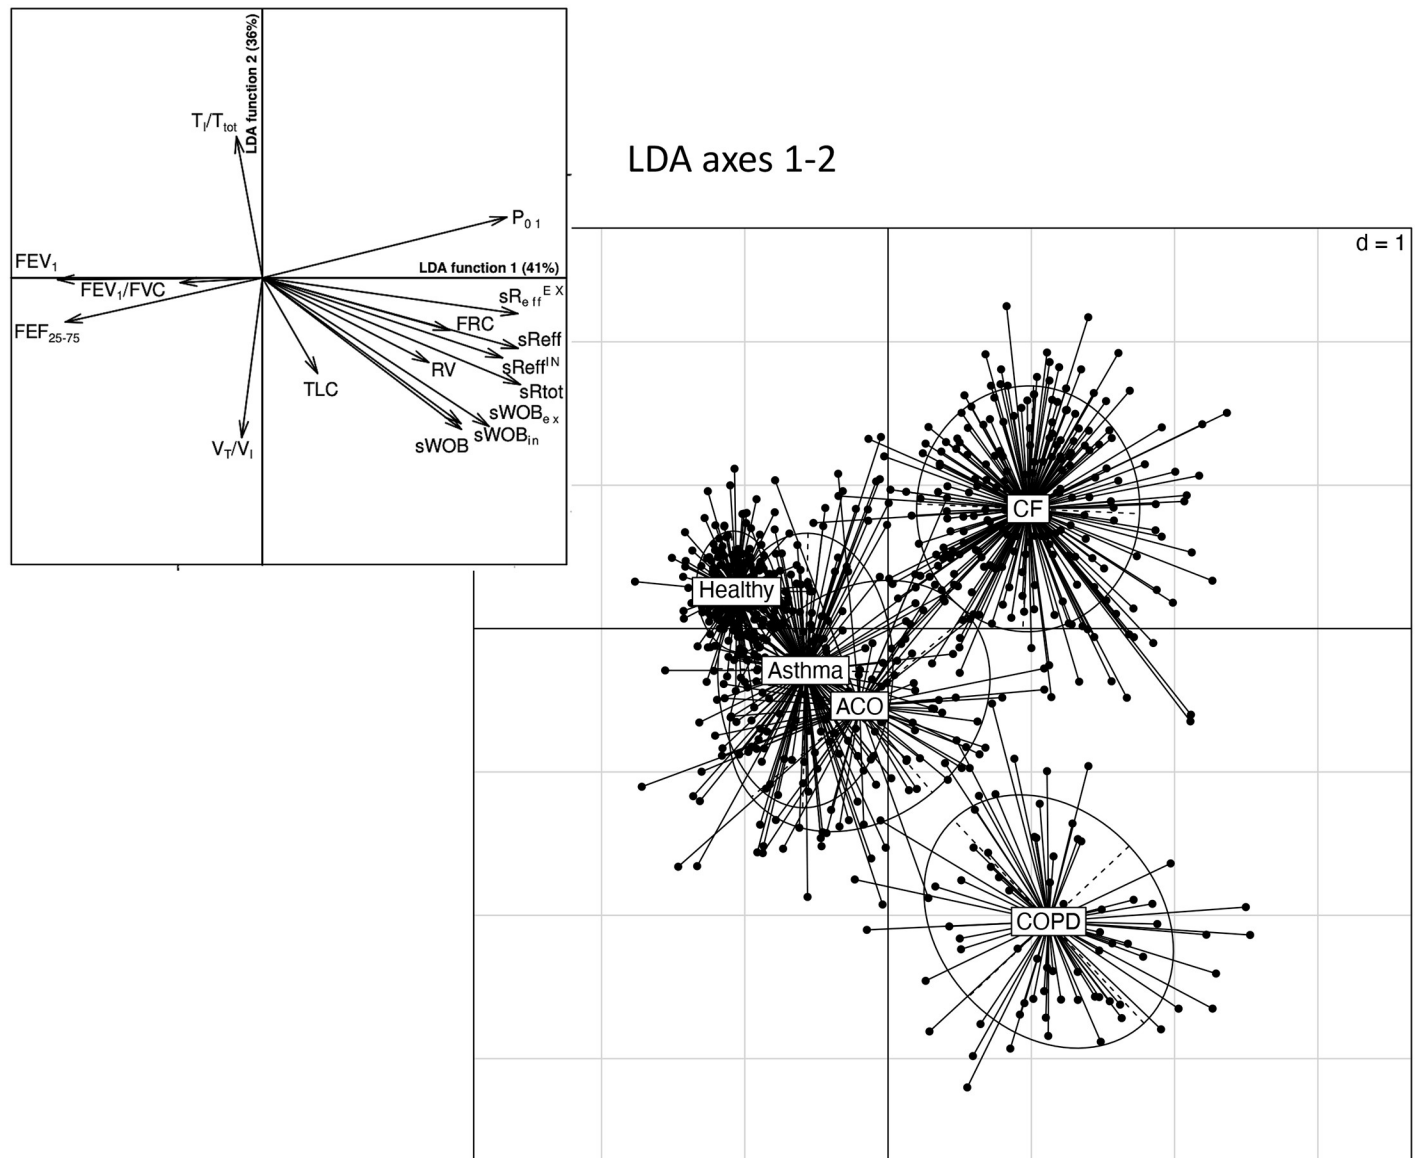 LDA function 2 (36%)
T_I/T_tot
LDA axes 1-2
P_0 1
d = 1
FEV_1
LDA function 1 (41%)
FEV_1/FVC
sR_eff^EX
FRC
FEF_25-75
sReff
sReff^IN
RV
TLC
sRtot
sWOB_ex
sWOB_in
sWOB
V_T/V_I
CF
Healthy
Asthma
ACO
COPD